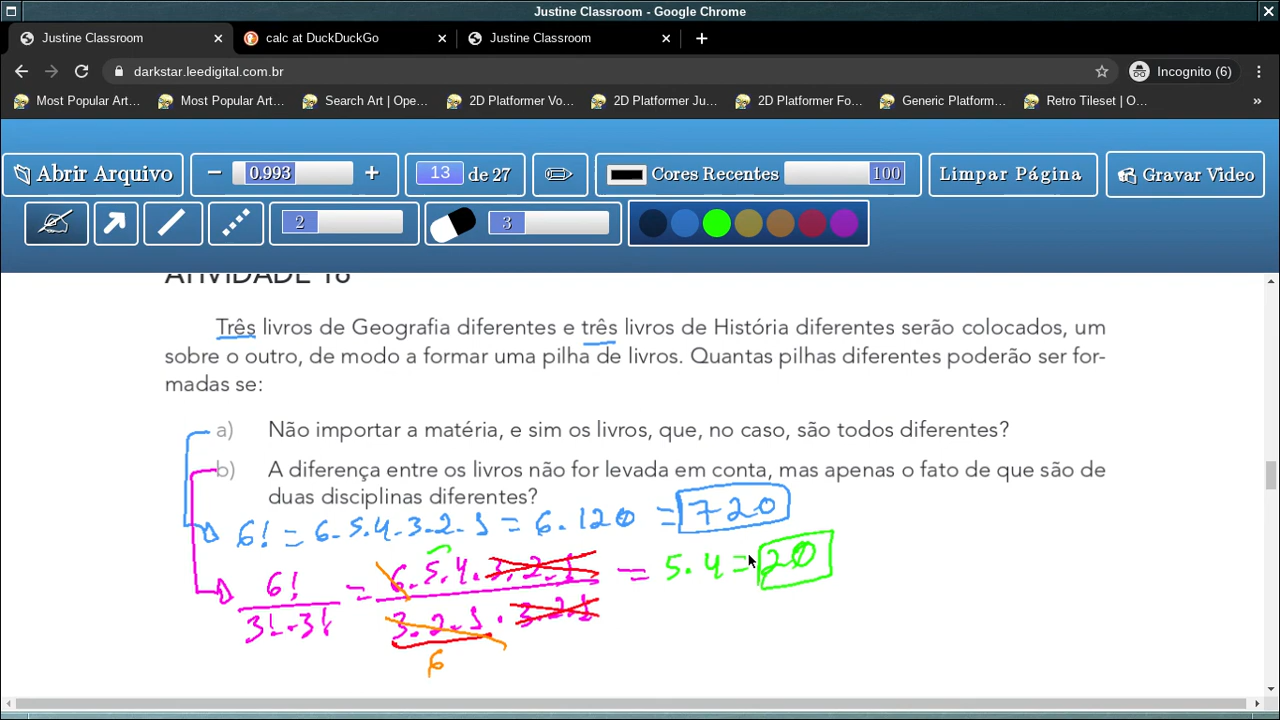 Justine Classroom - Google Chrome
Justine Classroom
calc at DuckDuckGo
Justine Classroom
darkstar.leedigital.com.br
Incognito (6)
Most Popular Art...
Most Popular Art...
Search Art | Ope...
2D Platformer Vo...
2D Platformer Ju...
2D Platformer Fo...
Generic Platform...
Retro Tileset | O...
»
Abrir Arquivo
− 0.993 +
13 de 27
Cores Recentes 100
Limpar Página
Gravar Video
2
3
ATIVIDADE 18
Três livros de Geografia diferentes e três livros de História diferentes serão colocados, um
sobre o outro, de modo a formar uma pilha de livros. Quantas pilhas diferentes poderão ser for-
madas se:
a) Não importar a matéria, e sim os livros, que, no caso, são todos diferentes?
b) A diferença entre os livros não for levada em conta, mas apenas o fato de que são de
duas disciplinas diferentes?
6! = 6.5.4.3.2.1 = 6.120 = 720
6! = 6.5.4.3.2.1 = 5.4 = 20
3!.3! 3.2.1.3.2.1
6